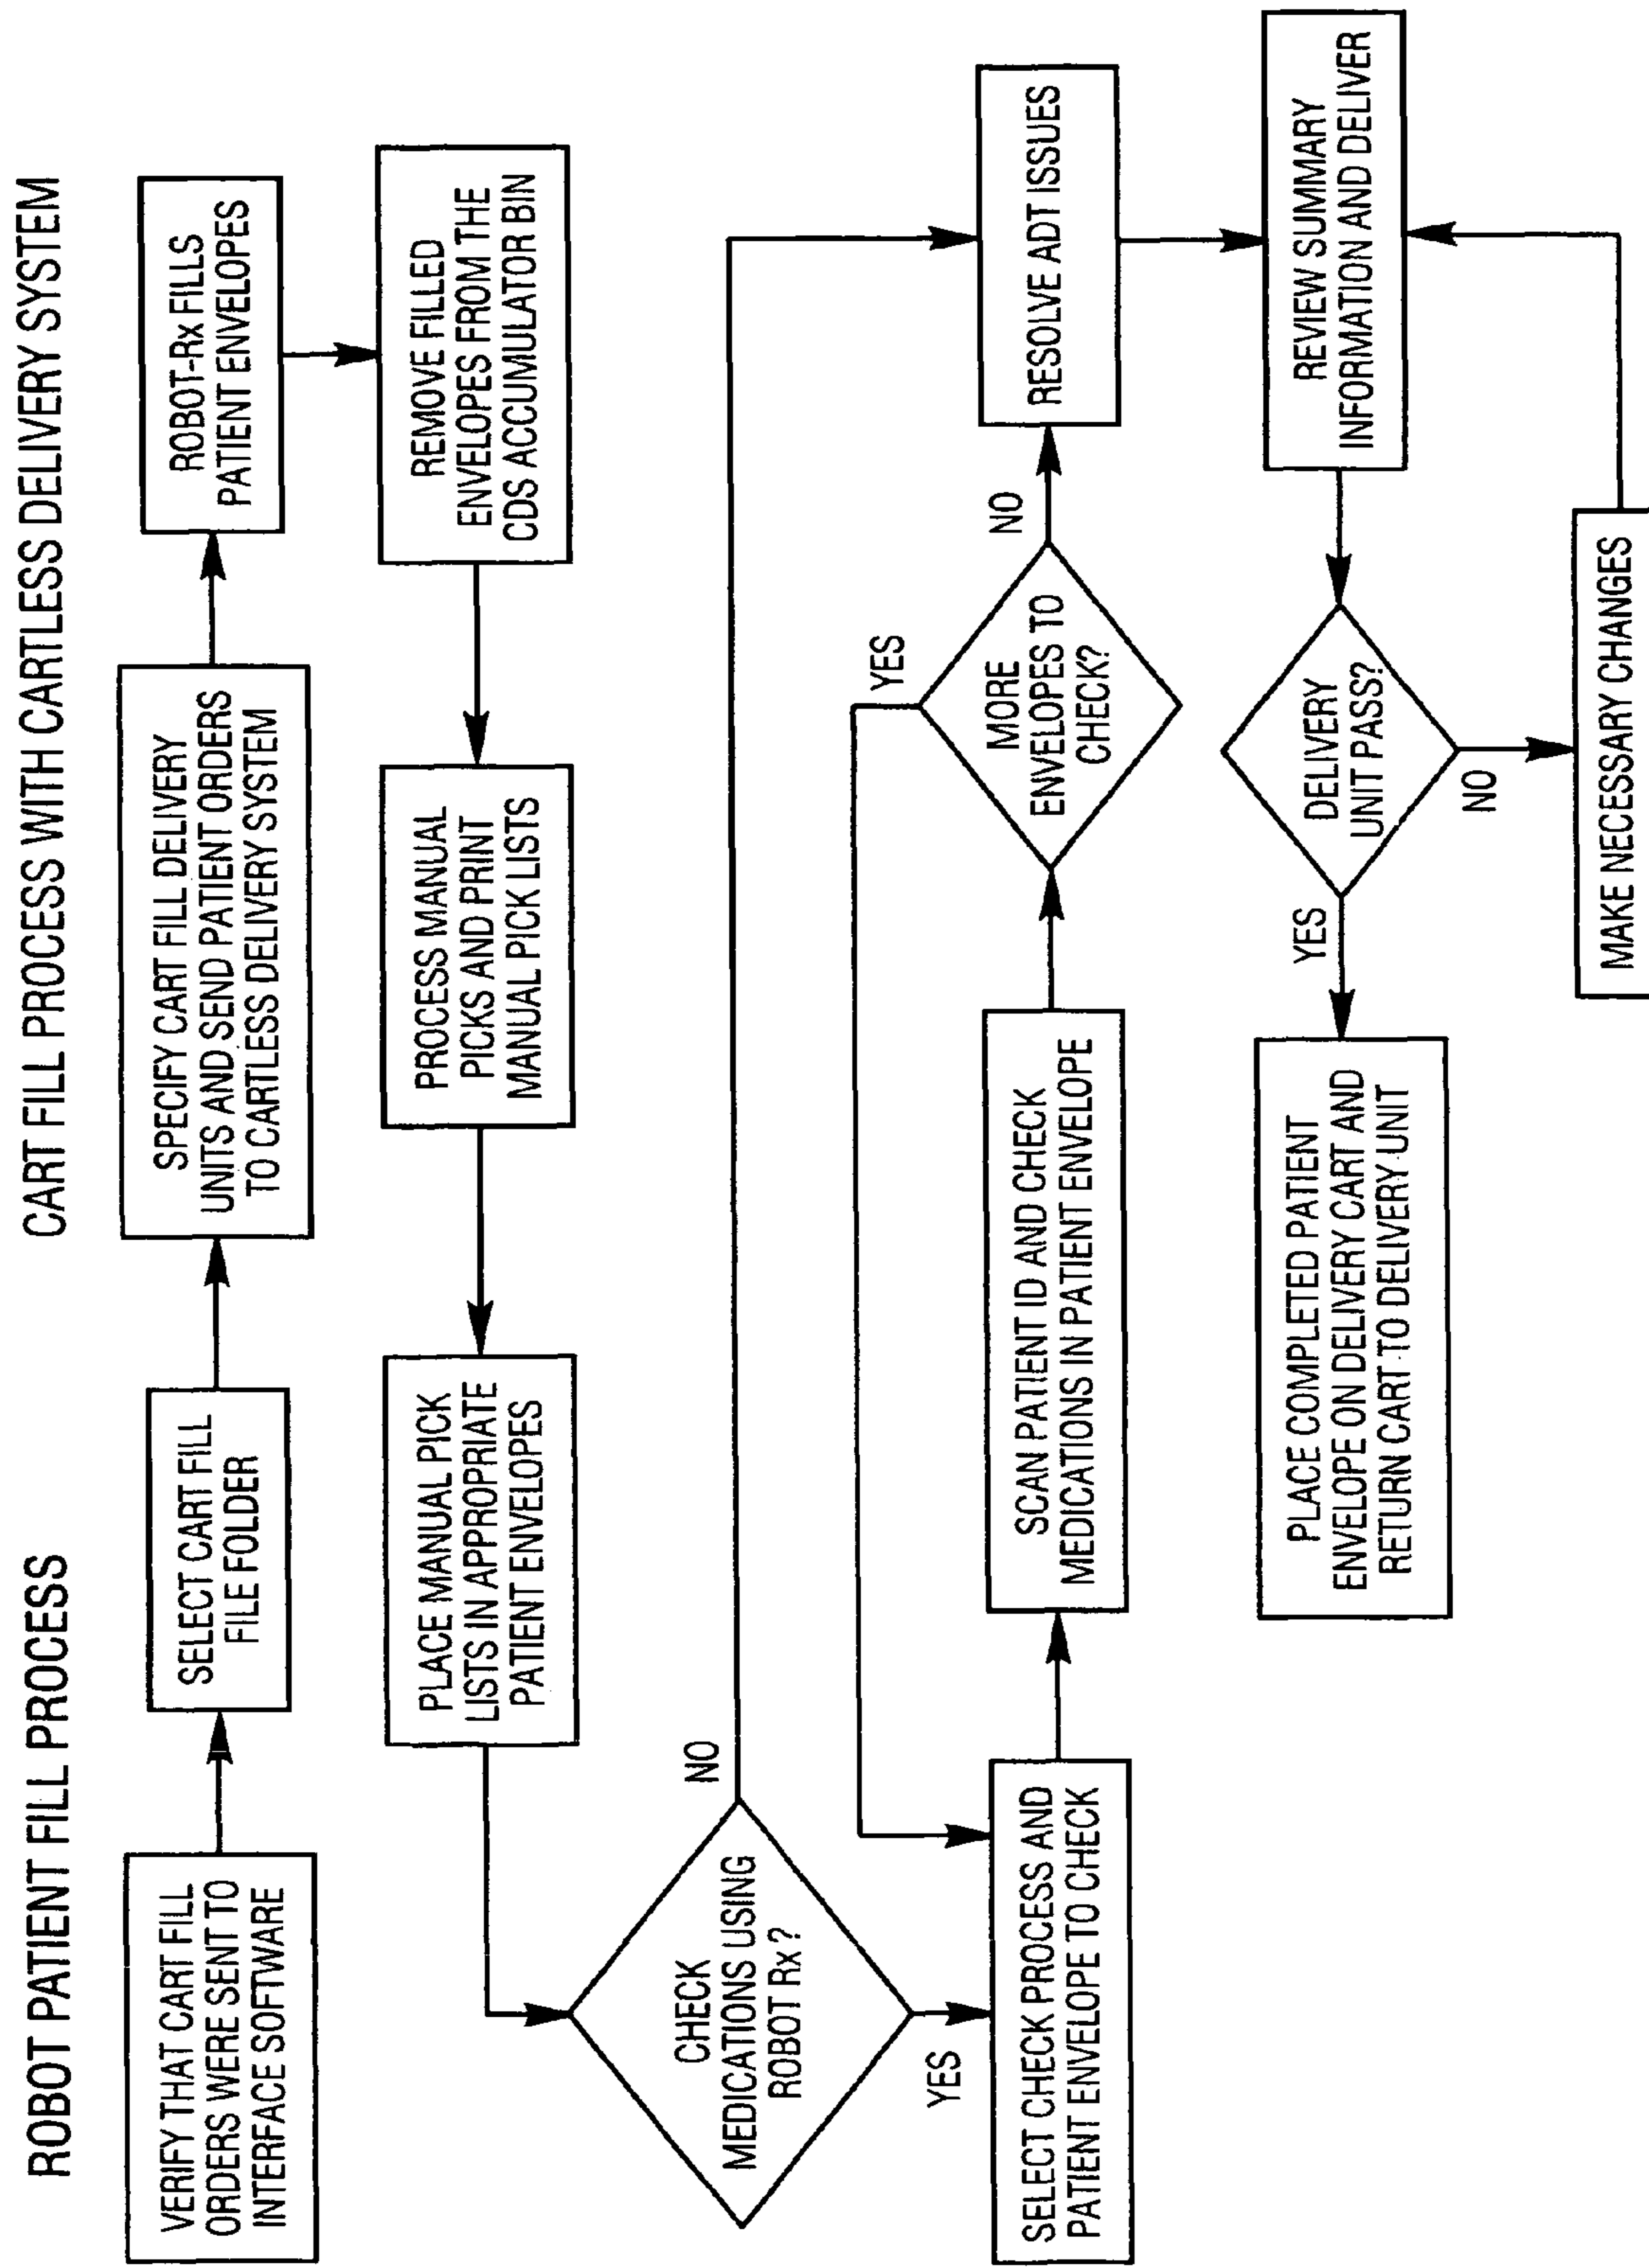 ROBOT PATIENT FILL PROCESS
CART FILL PROCESS WITH CARTLESS DELIVERY SYSTEM
VERIFY THAT CART FILL
ORDERS WERE SENT TO
INTERFACE SOFTWARE
SELECT CART FILL
FILE FOLDER
SPECIFY CART FILL DELIVERY
UNITS AND SEND PATIENT ORDERS
TO CARTLESS DELIVERY SYSTEM
ROBOT-Rx FILLS
PATIENT ENVELOPES
REMOVE FILLED
ENVELOPES FROM THE
CDS ACCUMULATOR BIN
PROCESS MANUAL
PICKS AND PRINT
MANUAL PICK LISTS
PLACE MANUAL PICK
LISTS IN APPROPRIATE
PATIENT ENVELOPES
CHECK
MEDICATIONS USING
ROBOT Rx?
NO
YES
SELECT CHECK PROCESS AND
PATIENT ENVELOPE TO CHECK
SCAN PATIENT ID AND CHECK
MEDICATIONS IN PATIENT ENVELOPE
MORE
ENVELOPES TO
CHECK?
YES
NO
RESOLVE ADT ISSUES
REVIEW SUMMARY
INFORMATION AND DELIVER
DELIVERY
UNIT PASS?
YES
NO
PLACE COMPLETED PATIENT
ENVELOPE ON DELIVERY CART AND
RETURN CART TO DELIVERY UNIT
MAKE NECESSARY CHANGES